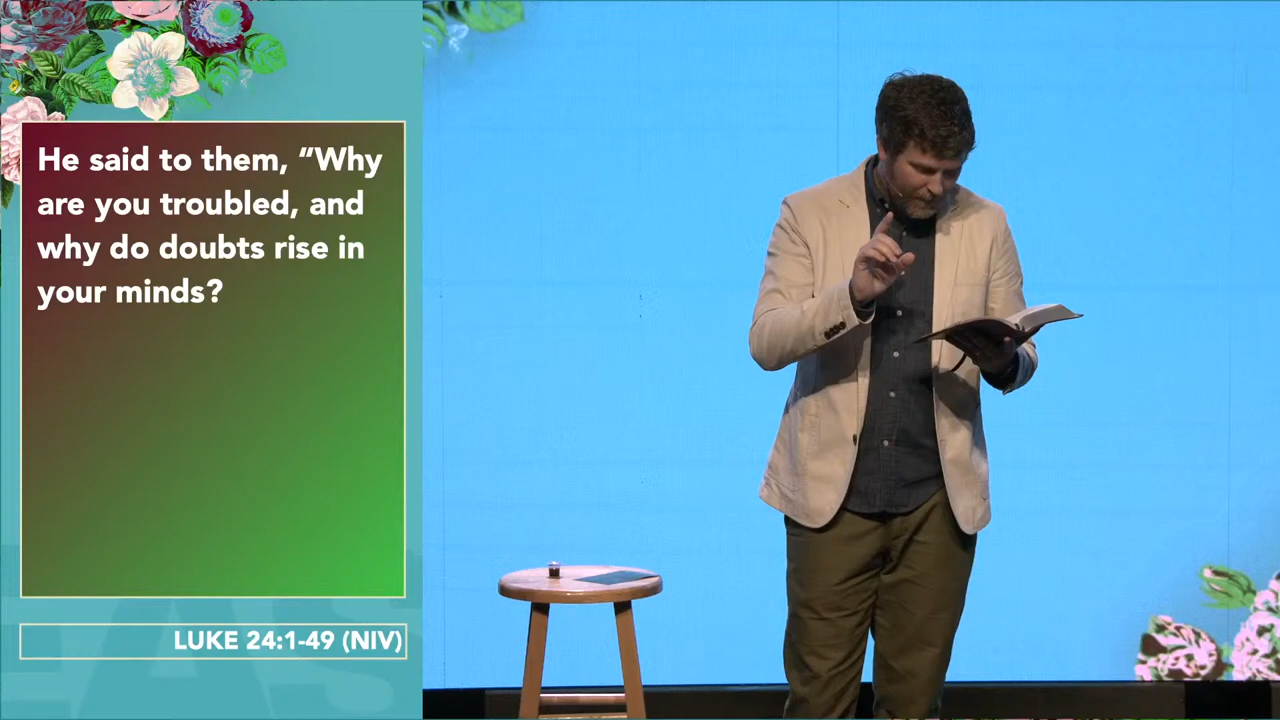 He said to them, “Why
are you troubled, and
why do doubts rise in
your minds?
LUKE 24:1-49 (NIV)